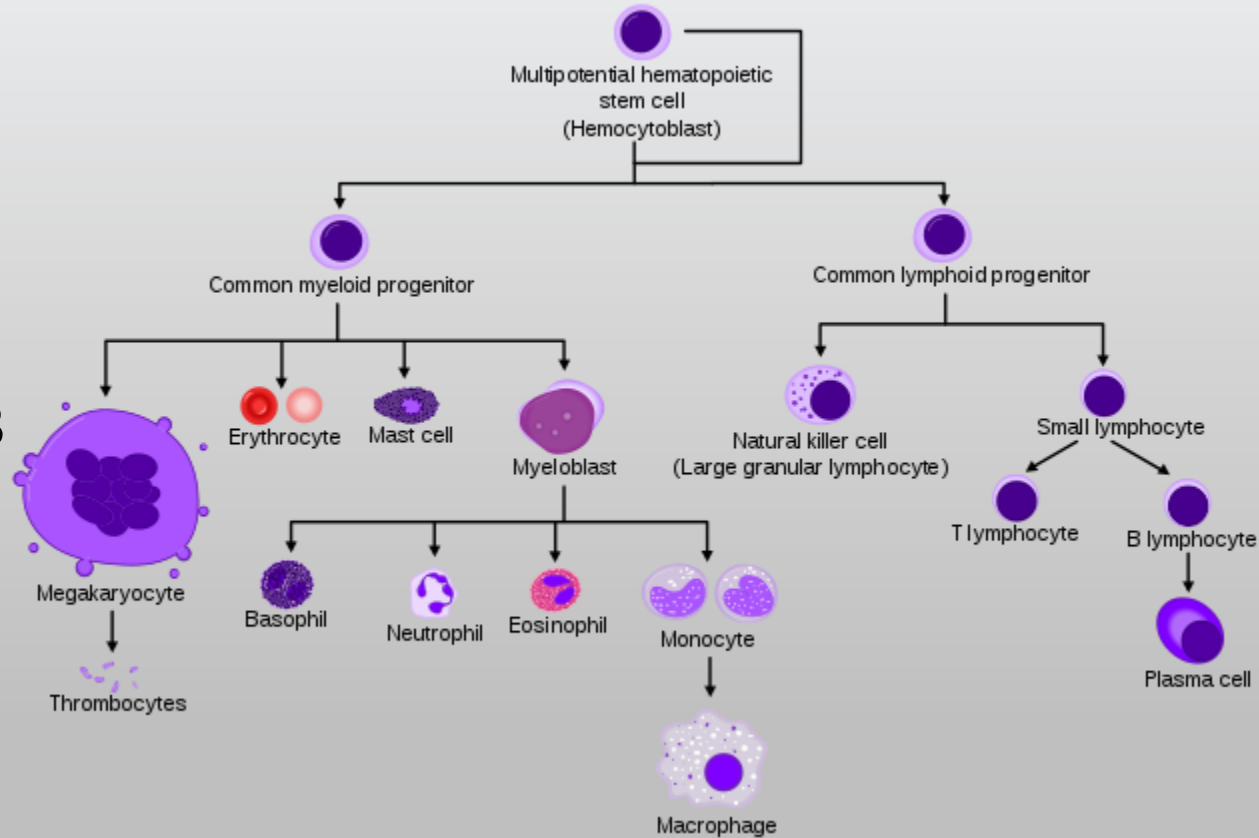 Multipotential hematopoietic
stem cell
(Hemocytoblast)
Common myeloid progenitor
Common lymphoid progenitor
Erythrocyte
Mast cell
Myeloblast
Natural killer cell
(Large granular lymphocyte)
Small lymphocyte
T lymphocyte
B lymphocyte
Megakaryocyte
Basophil
Neutrophil
Eosinophil
Monocyte
Plasma cell
Thrombocytes
Macrophage